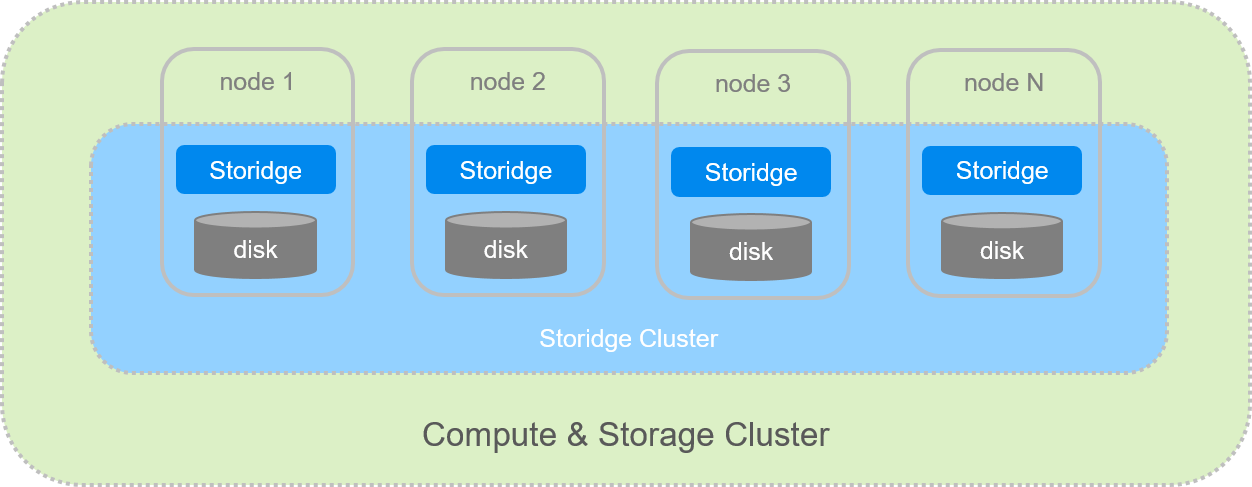 node 1
node 2
node 3
node N
Storidge
Storidge
Storidge
Storidge
disk
disk
disk
disk
Storidge Cluster
Compute & Storage Cluster